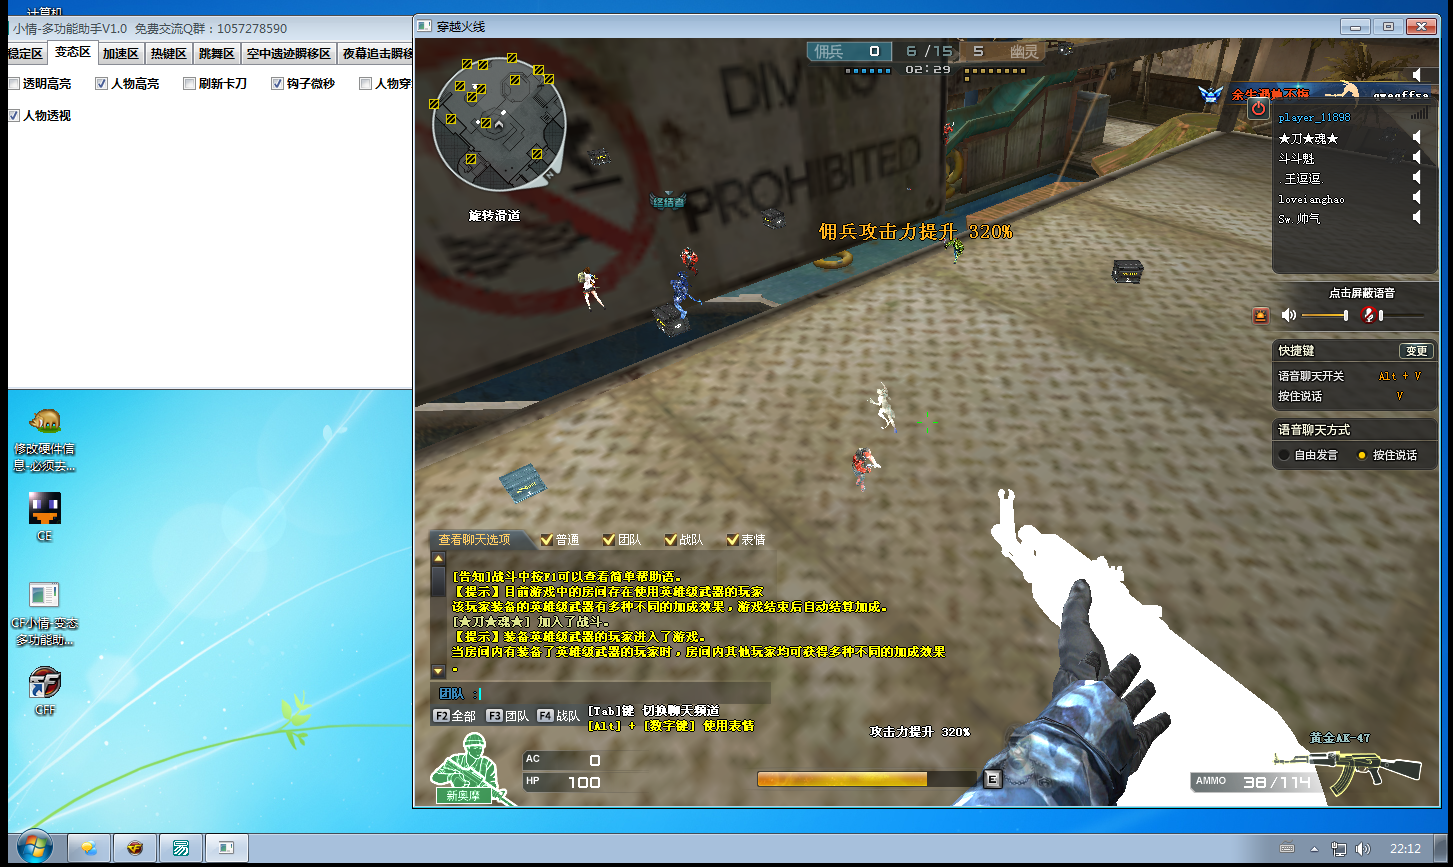 计算机
小情-多功能助手V1.0 免费交流Q群：1057278590
稳定区 变态区 加速区 热键区 跳舞区 空中遗迹瞬移区 夜幕追击瞬移
透明高亮 人物高亮 刷新卡刀 钩子微秒 人物穿
人物透视
修改硬件信
息-必须去...
CE
CF小情-变态
多功能助...
CFF
穿越火线
佣兵 0 6 /15 5 幽灵
02:29
DIVING
PROHIBITED
N
旋转滑道
终结者
佣兵攻击力提升 320%
qweqffsa
player_11898
★刀★魂★
斗斗魁
.王逗逗.
loveianghao
Sw.帅气
点击屏蔽语音
快捷键 变更
语音聊天开关 Alt + V
按住说话 V
语音聊天方式
自由发言 按住说话
查看聊天选项 普通 团队 战队 表情
[告知]战斗中按F1可以查看简单帮助语。
【提示】目前游戏中的房间存在使用英雄级武器的玩家
该玩家装备的英雄级武器有多种不同的加成效果，游戏结束后自动结算加成。
[★刀★魂★] 加入了战斗。
【提示】装备英雄级武器的玩家进入了游戏。
当房间内有装备了英雄级武器的玩家时，房间内其他玩家均可获得多种不同的加成效果
。
团队 :
F2 全部 F3 团队 F4 战队 [Tab]键 切换聊天频道
[Alt] + [数字键] 使用表情
攻击力提升 320%
AC 0
HP 100
新奥摩
E
黄金AK-47
AMMO 38/114
22:12